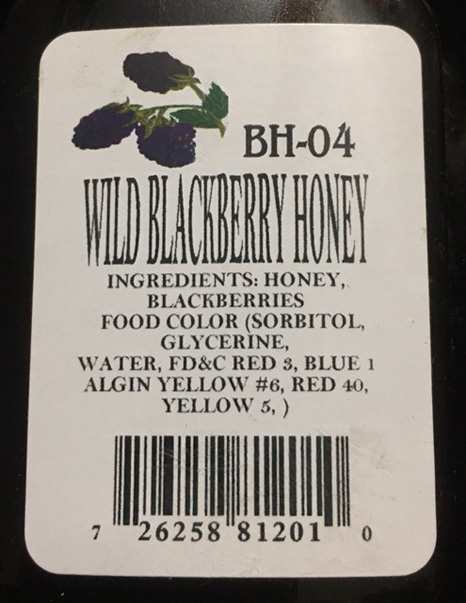 BH-04
WILD BLACKBERRY HONEY
INGREDIENTS: HONEY,
BLACKBERRIES
FOOD COLOR (SORBITOL,
GLYCERINE,
WATER, FD&C RED 3, BLUE 1
ALGIN YELLOW #6, RED 40,
YELLOW 5, )
7 26258 81201 0